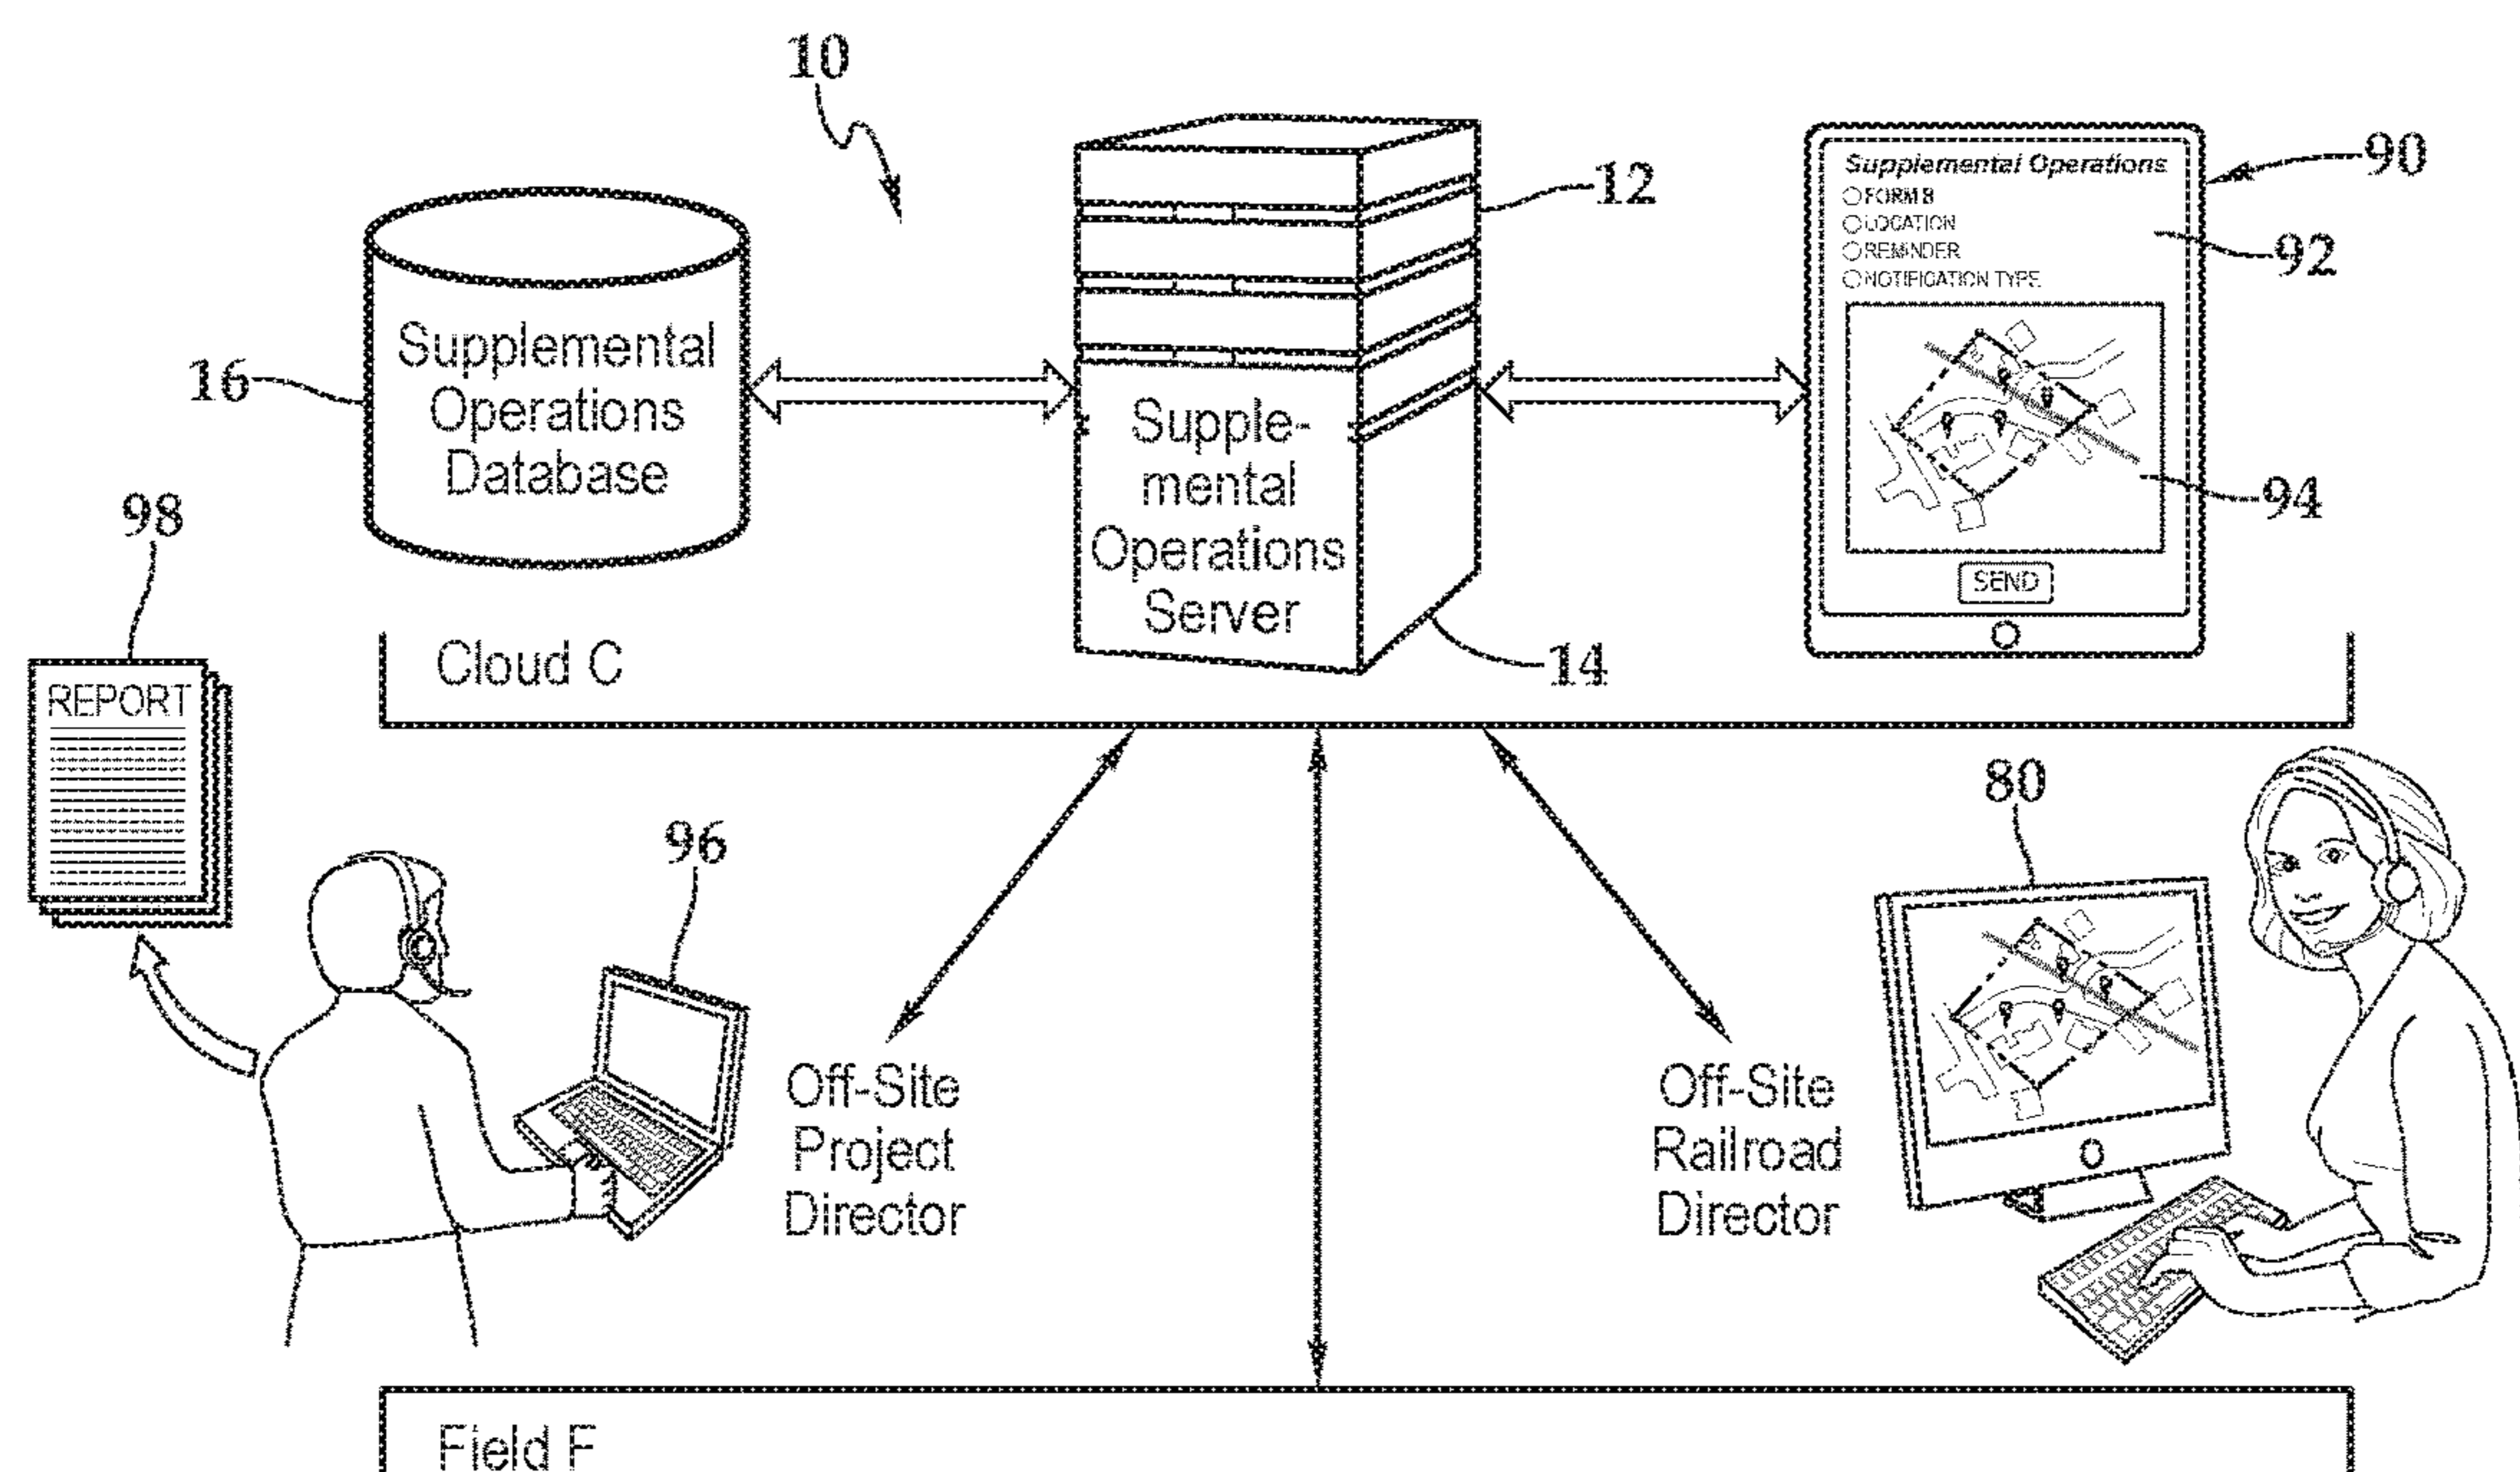 10
12
90
Supplemental Operations
FORM B
LOCATION
REMINDER
NOTIFICATION TYPE
92
94
SEND
16
Supplemental
Operations
Database
Supple-
mental
Operations
Server
14
Cloud C
98
REPORT
96
80
Off-Site
Project
Director
Off-Site
Railroad
Director
Field F